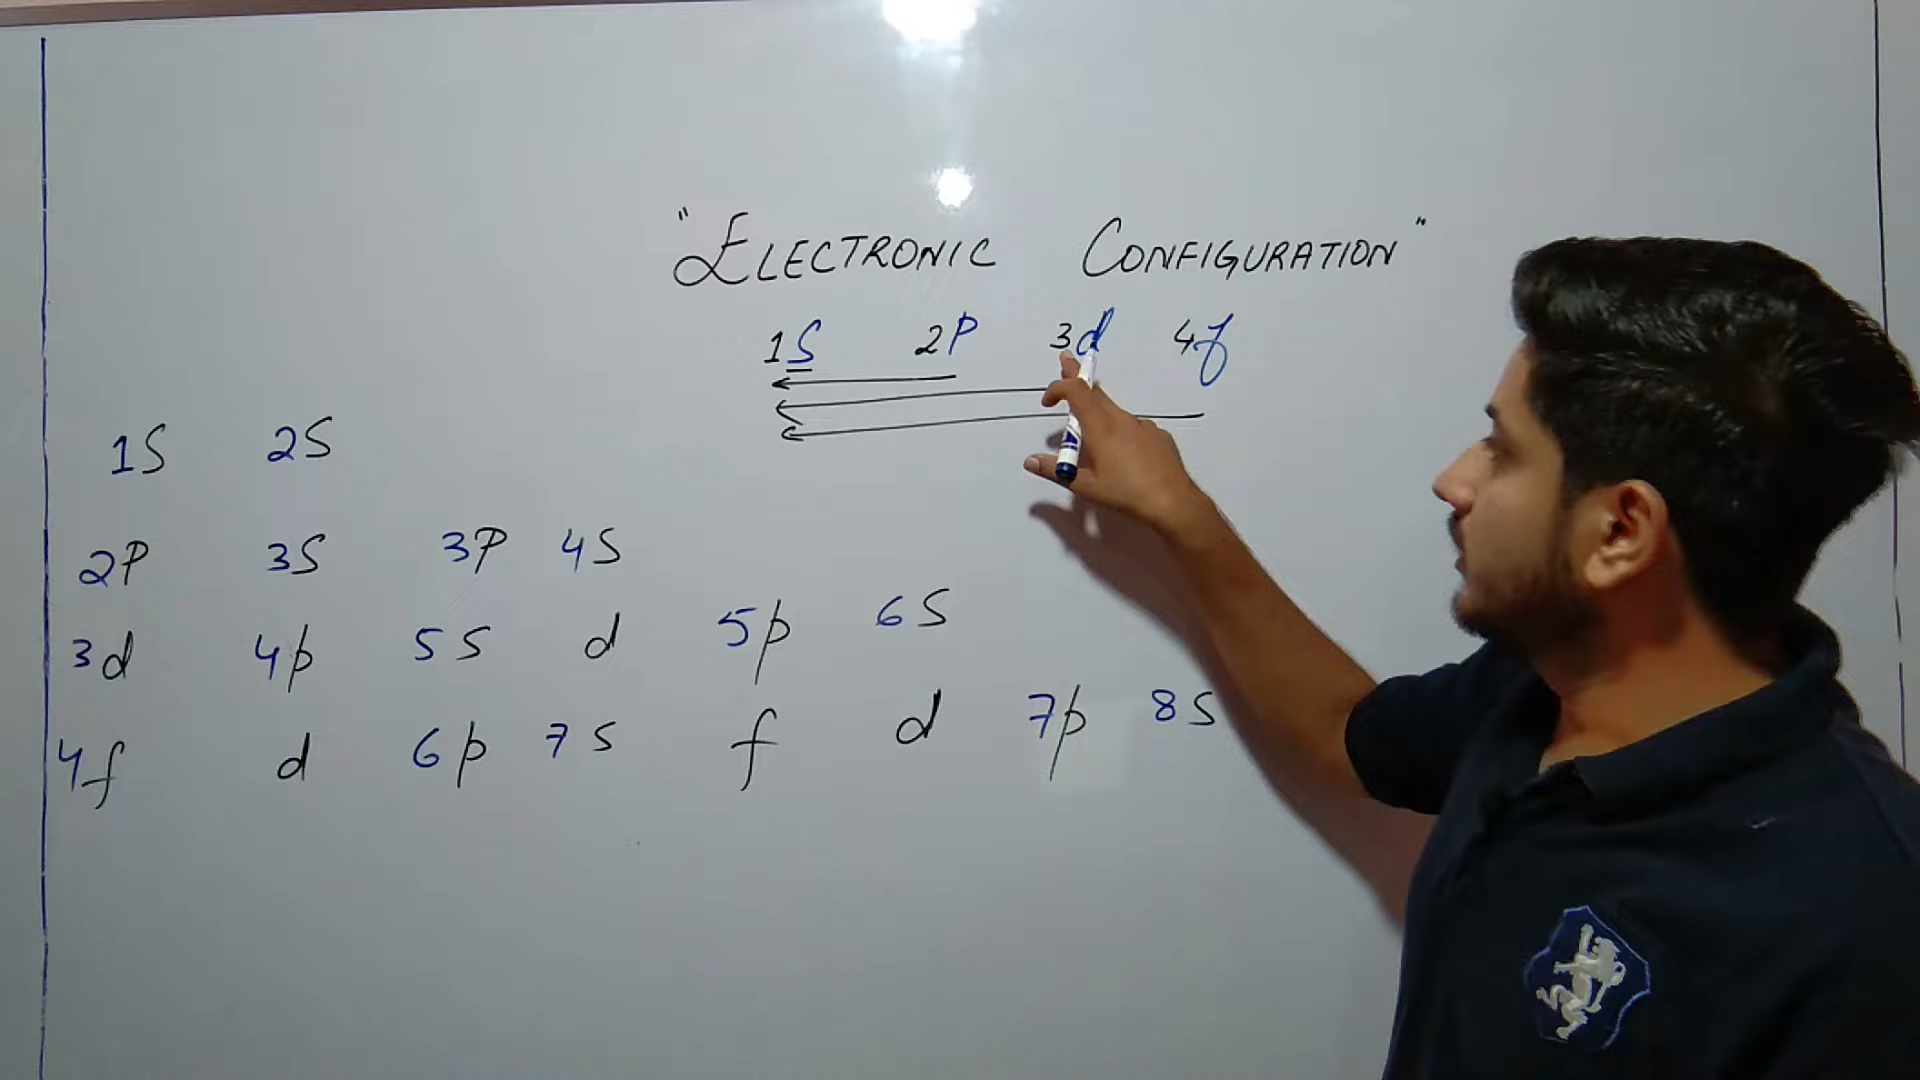 "ELECTRONIC CONFIGURATION"
1S 2P 3d 4f
1S 2S
2P 3S 3P 4S
3d 4p 5S d 5p 6S
4f d 6p 7S f d 7p 8S